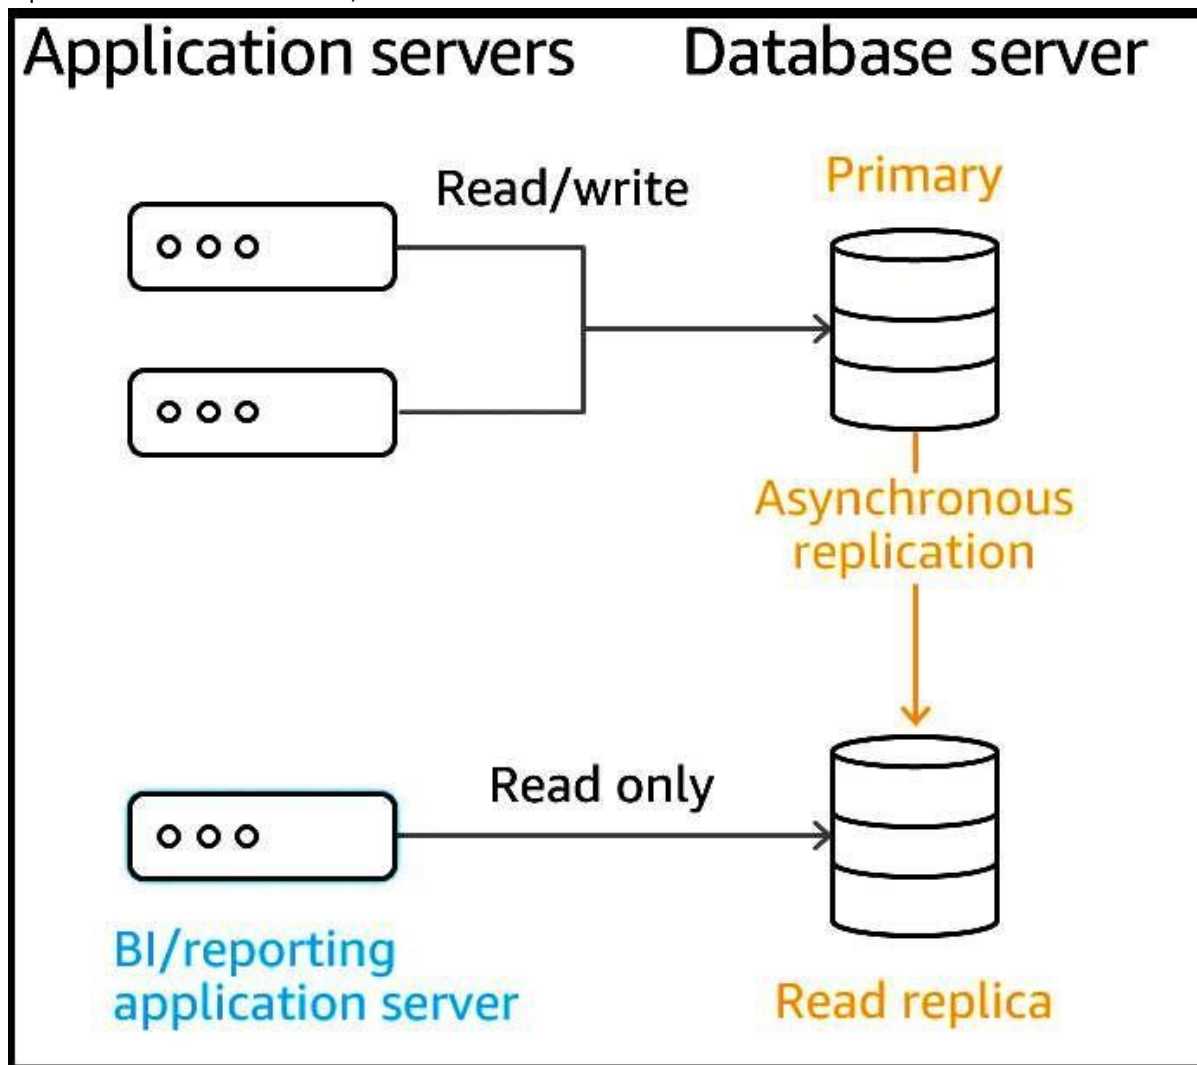 Application servers
Database server
Read/write
Primary
Asynchronous
replication
Read only
BI/reporting
application server
Read replica